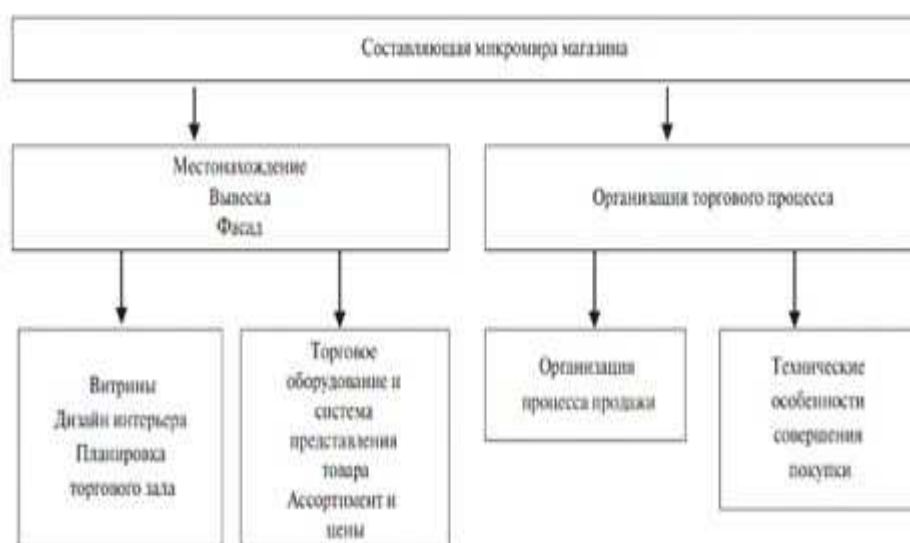 Составляющая микромира магазина
Местонахождение
Вывеска
Фасад
Организация торгового процесса
Витрины
Дизайн интерьера
Планировка
торгового зала
Торговое
оборудование и
система
представления
товара
Ассортимент и
цены
Организация
процесса продажи
Технические
особенности
совершения
покупки